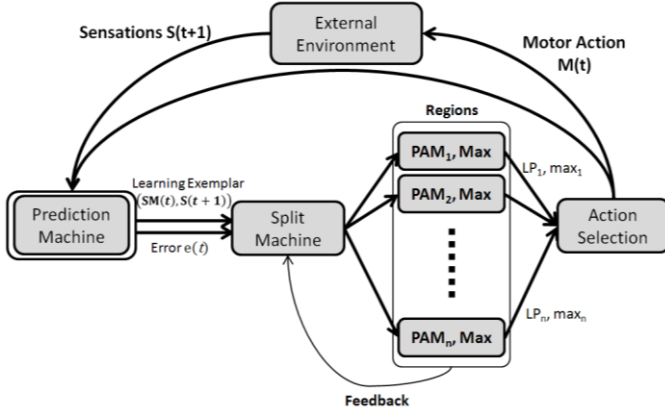 External
Environment
Sensations S(t+1)
Motor Action
M(t)
Regions
PAM1, Max
LP1, max1
PAM2, Max
Learning Exemplar
(SM(t), S(t + 1))
Prediction
Machine
Error e(t)
Split
Machine
Action
Selection
LPn, maxn
PAMn, Max
Feedback